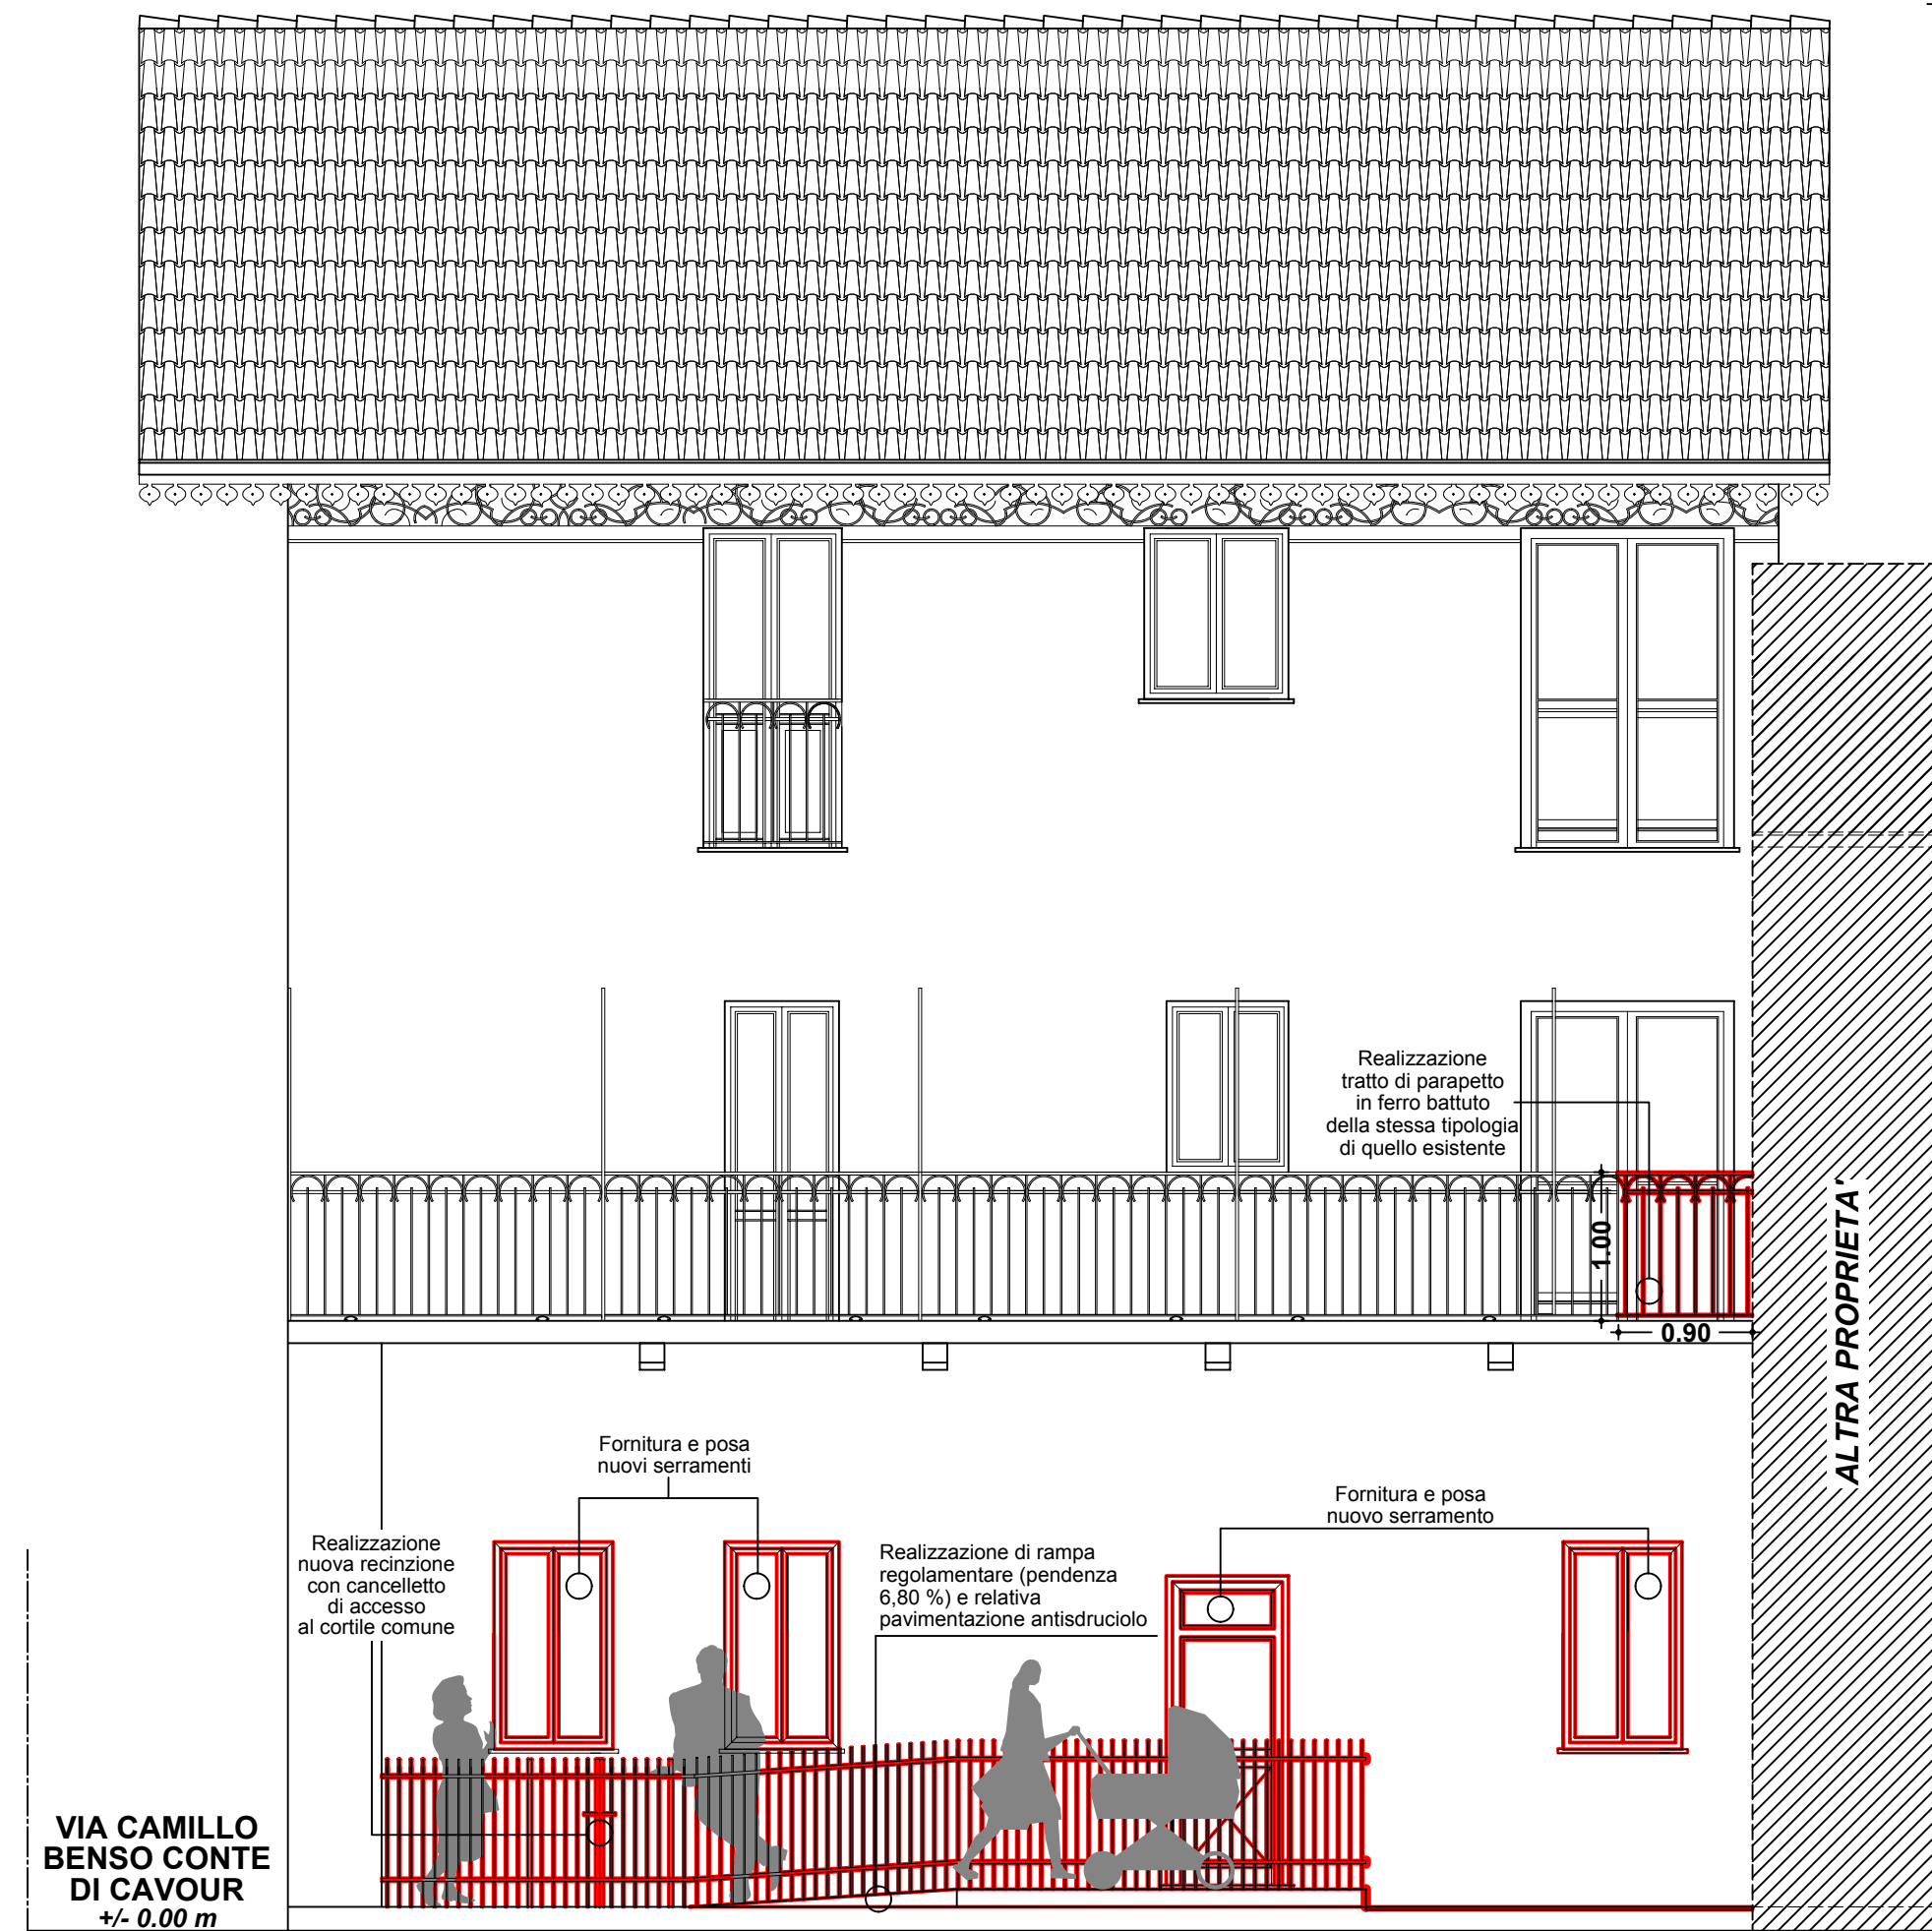 Realizzazione
tratto di parapetto
in ferro battuto
della stessa tipologia
di quello esistente
1.00
0.90
ALTRA PROPRIETA'
Fornitura e posa
nuovi serramenti
Fornitura e posa
nuovo serramento
Realizzazione
nuova recinzione
con cancelletto
di accesso
al cortile comune
Realizzazione di rampa
regolamentare (pendenza
6,80 %) e relativa
pavimentazione antisdruciolo
VIA CAMILLO
BENSO CONTE
DI CAVOUR
+/- 0.00 m